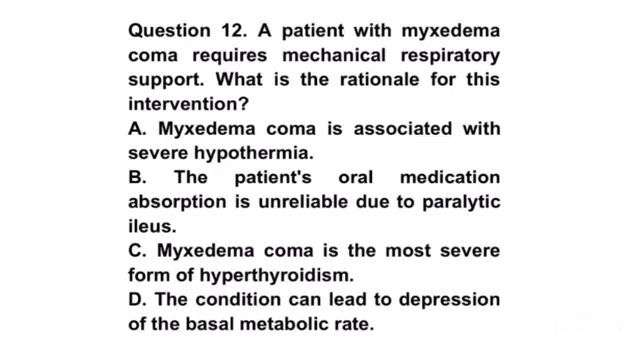 Question 12. A patient with myxedema
coma requires mechanical respiratory
support. What is the rationale for this
intervention?
A. Myxedema coma is associated with
severe hypothermia.
B. The patient's oral medication
absorption is unreliable due to paralytic
ileus.
C. Myxedema coma is the most severe
form of hyperthyroidism.
D. The condition can lead to depression
of the basal metabolic rate.